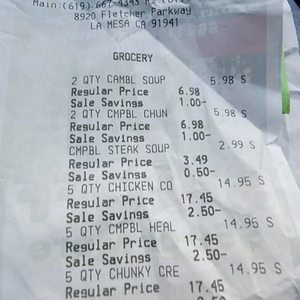 Main:(619) 667-4343
8920 Fletcher Parkway
LA MESA CA 91941
GROCERY
2 QTY CAMBL SOUP 5.98 S
Regular Price 6.98
Sale Savings 1.00-
2 QTY CMPBL CHUN 5.98 S
Regular Price 6.98
Sale Savings 1.00-
CMPBL STEAK SOUP 2.99 S
Regular Price 3.49
Sale Savings 0.50-
5 QTY CHICKEN CO 14.95 S
Regular Price 17.45
Sale Savings 2.50-
5 QTY CMPBL HEAL 14.95 S
Regular Price 17.45
Sale Savings 2.50-
5 QTY CHUNKY CRE 14.95 S
Regular Price 17.45